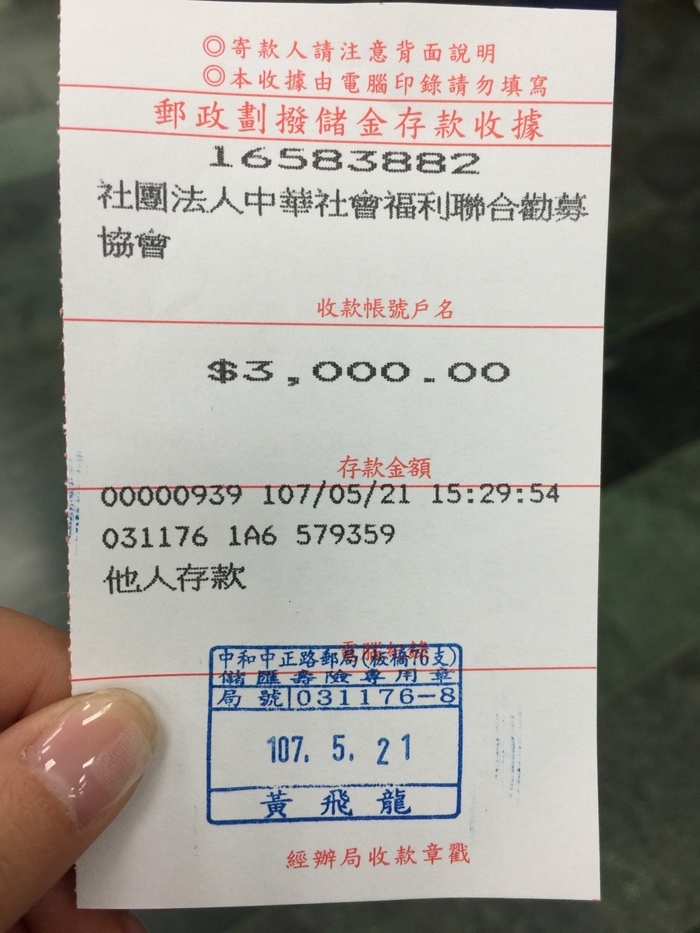 ◎寄款人請注意背面說明
◎本收據由電腦印錄請勿填寫
郵政劃撥儲金存款收據
16583882
社團法人中華社會福利聯合勸募
協會
收款帳號戶名
$3,000.00
存款金額
00000939 107/05/21 15:29:54
031176 1A6 579359
他人存款
電腦紀錄
中和中正路郵局(板橋76支)
儲匯壽險專用章
局號 031176-8
107. 5. 21
黃飛龍
經辦局收款章戳